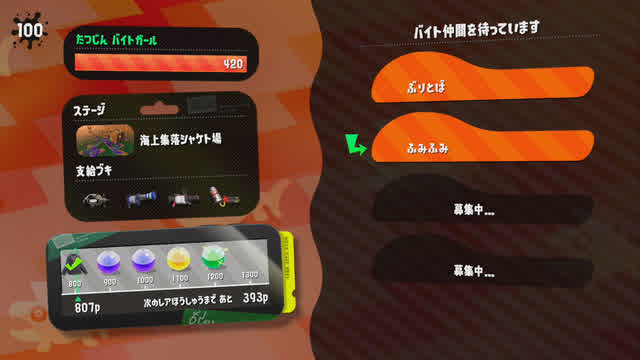 100
たつじん バイトガール
420
ステージ
海上集落シャケト場
支給ブキ
800 900 1000 1100 1200 1300
807p 次のレアぼうしゅうまで あと 393p
バイト仲間を待っています
ぷりとば
ふみふみ
募集中...
募集中...